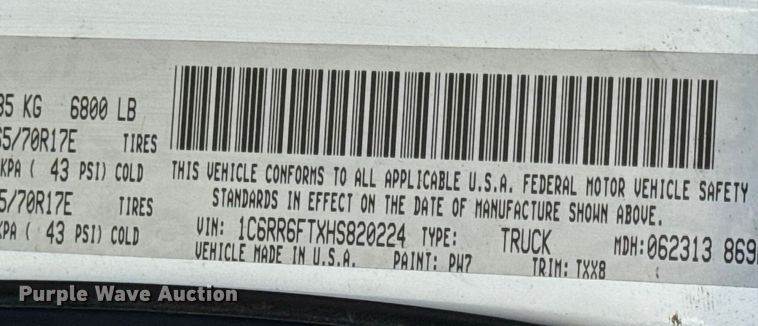 85 KG 6800 LB
65/70R17E TIRES
KPA ( 43 PSI) COLD
5/70R17E TIRES
KPA ( 43 PSI) COLD
THIS VEHICLE CONFORMS TO ALL APPLICABLE U.S.A. FEDERAL MOTOR VEHICLE SAFETY
STANDARDS IN EFFECT ON THE DATE OF MANUFACTURE SHOWN ABOVE.
VIN: 1C6RR6FTXHS820224 TYPE: TRUCK MDH:062313 869
VEHICLE MADE IN U.S.A. PAINT: PW7 TRIM: TXX8
Purple Wave Auction